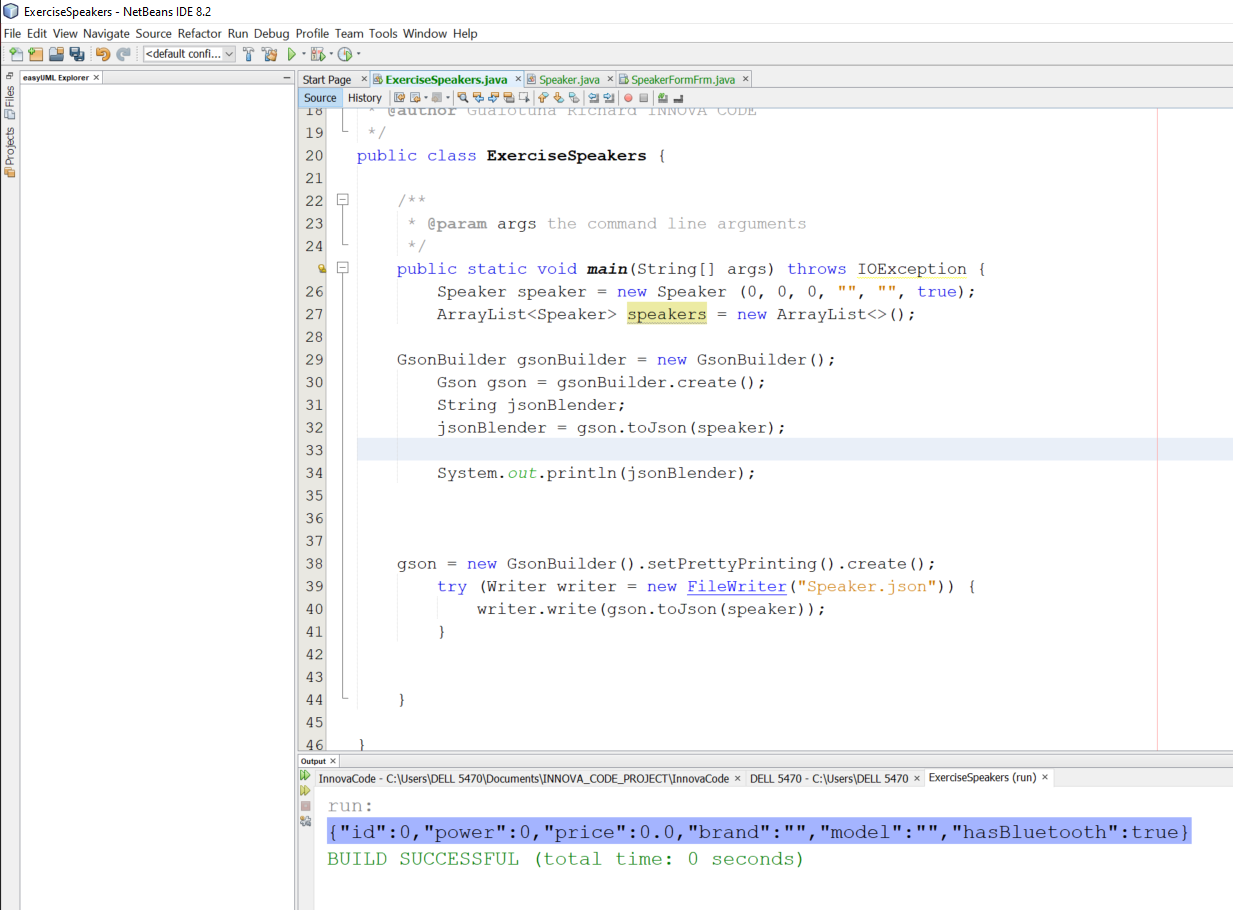 ExerciseSpeakers - NetBeans IDE 8.2
File Edit View Navigate Source Refactor Run Debug Profile Team Tools Window Help
<default confi...
easyUML Explorer
Files
Projects
Start Page ExerciseSpeakers.java Speaker.java SpeakerFormFrm.java
Source History
18 * @author Gualotuna Richard INNOVA CODE
19 */
20 public class ExerciseSpeakers {
21
22 /**
23 * @param args the command line arguments
24 */
public static void main(String[] args) throws IOException {
26 Speaker speaker = new Speaker (0, 0, 0, "", "", true);
27 ArrayList<Speaker> speakers = new ArrayList<>();
28
29 GsonBuilder gsonBuilder = new GsonBuilder();
30 Gson gson = gsonBuilder.create();
31 String jsonBlender;
32 jsonBlender = gson.toJson(speaker);
33
34 System.out.println(jsonBlender);
35
36
37
38 gson = new GsonBuilder().setPrettyPrinting().create();
39 try (Writer writer = new FileWriter("Speaker.json")) {
40 writer.write(gson.toJson(speaker));
41 }
42
43
44 }
45
46 }
Output
InnovaCode - C:\Users\DELL 5470\Documents\INNOVA_CODE_PROJECT\InnovaCode DELL 5470 - C:\Users\DELL 5470 ExerciseSpeakers (run)
run:
{"id":0,"power":0,"price":0.0,"brand":"","model":"","hasBluetooth":true}
BUILD SUCCESSFUL (total time: 0 seconds)